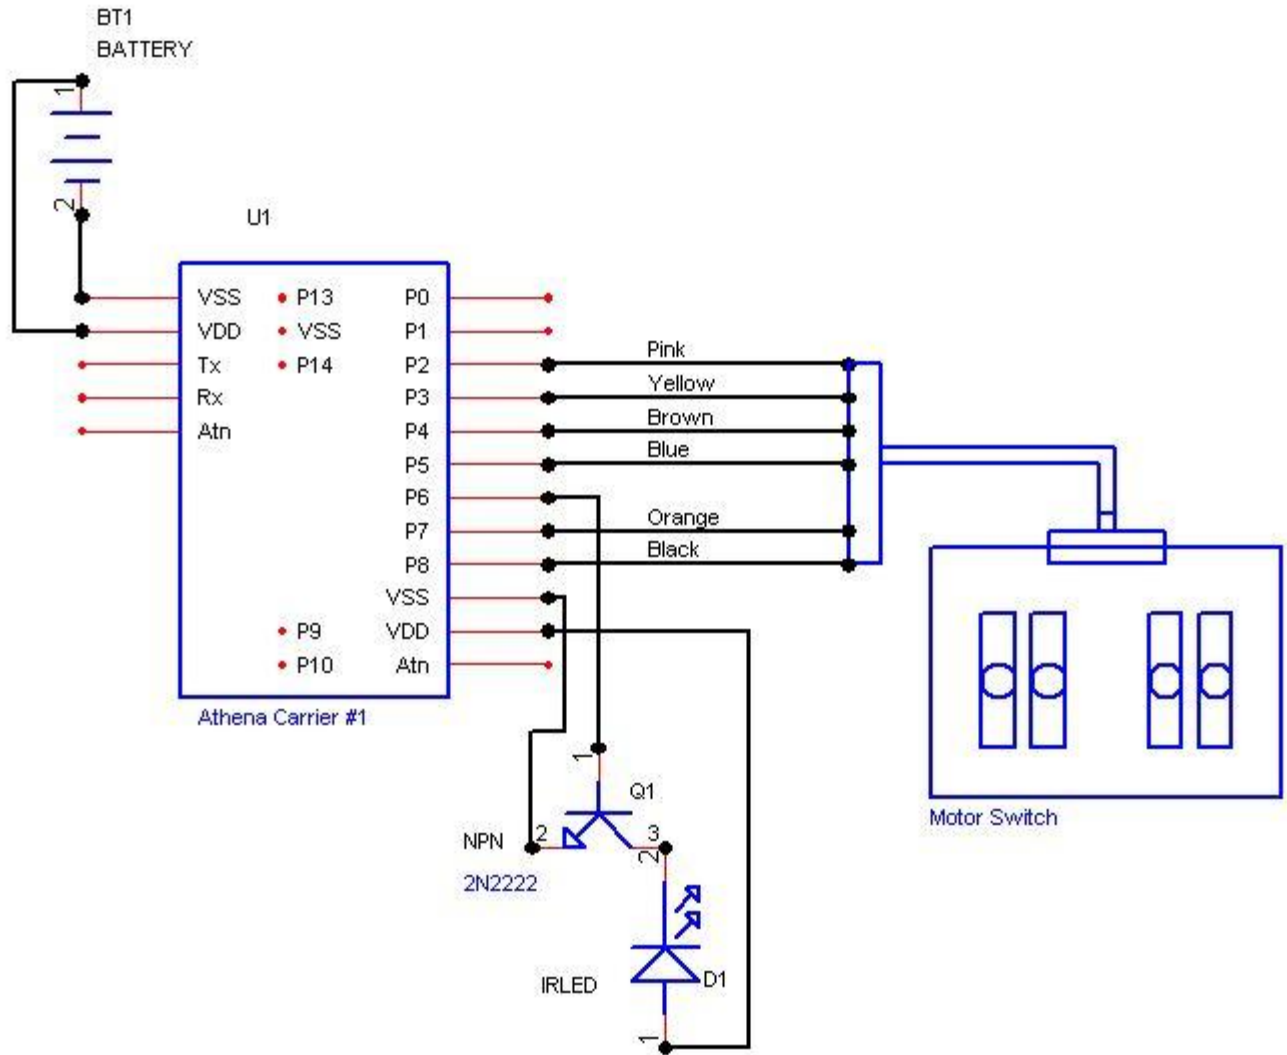 BT1
BATTERY
1
2
U1
VSS
P13
P0
VDD
VSS
P1
Tx
P14
P2
Pink
Rx
P3
Yellow
Atn
P4
Brown
P5
Blue
P6
P7
Orange
P8
Black
VSS
P9
VDD
P10
Atn
Athena Carrier #1
Motor Switch
1
Q1
NPN
2
3
2N2222
2
IRLED
D1
1